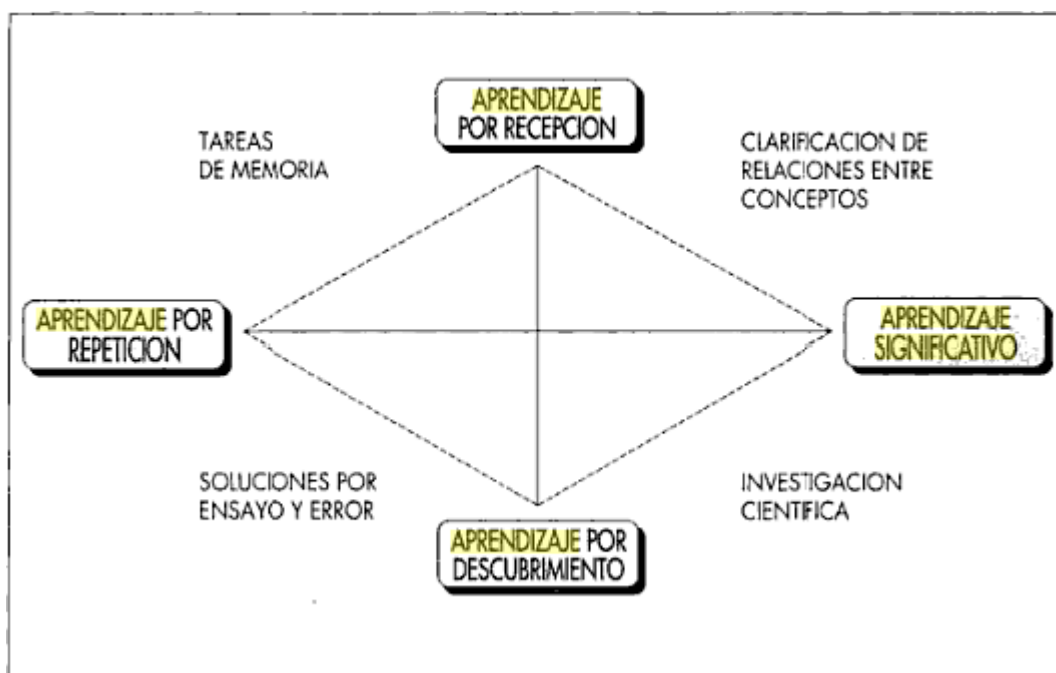 APRENDIZAJE
POR RECEPCION
TAREAS
DE MEMORIA
CLARIFICACION DE
RELACIONES ENTRE
CONCEPTOS
APRENDIZAJE POR
REPETICION
APRENDIZAJE
SIGNIFICATIVO
SOLUCIONES POR
ENSAYO Y ERROR
INVESTIGACION
CIENTIFICA
APRENDIZAJE POR
DESCUBRIMIENTO